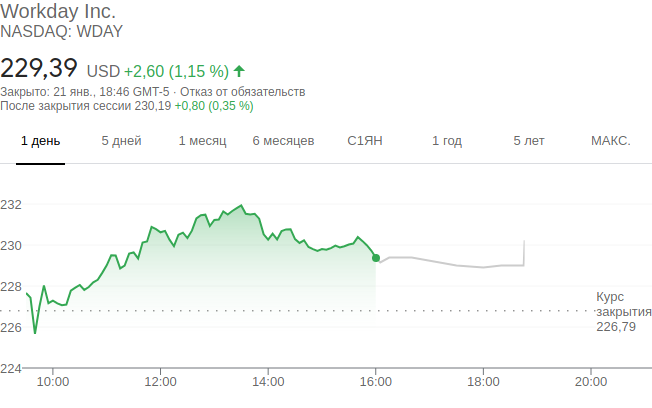 Workday Inc.
NASDAQ: WDAY
229,39 USD +2,60 (1,15 %)
Закрыто: 21 янв., 18:46 GMT-5 · Отказ от обязательств
После закрытия сессии 230,19 +0,80 (0,35 %)
1 день 5 дней 1 месяц 6 месяцев С1ЯН 1 год 5 лет МАКС.
232
230
228
226
224
Курс
закрытия
226,79
10:00 12:00 14:00 16:00 18:00 20:00